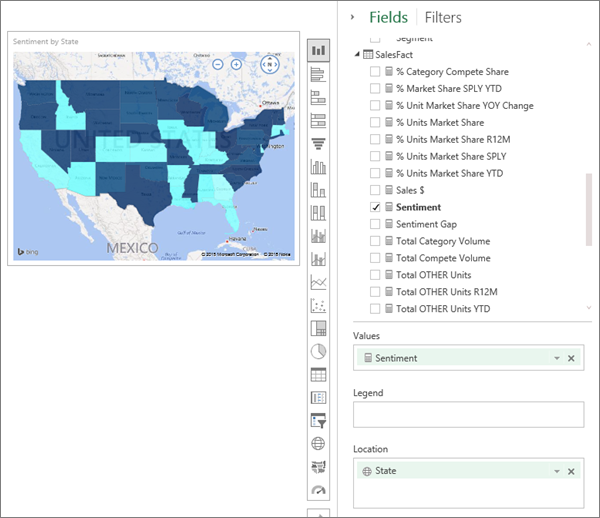 Sentiment by State
N
Ottawa
UNITED STATES
MEXICO
Havana
bing
© 2015 Microsoft Corporation © 2015 Nokia
Fields | Filters
Segment
SalesFact
% Category Compete Share
% Market Share SPLY YTD
% Unit Market Share YOY Change
% Units Market Share
% Units Market Share R12M
% Units Market Share SPLY
% Units Market Share YTD
Sales $
Sentiment
Sentiment Gap
Total Category Volume
Total Compete Volume
Total OTHER Units
Total OTHER Units R12M
Total OTHER Units YTD
Values
Sentiment
Legend
Location
State